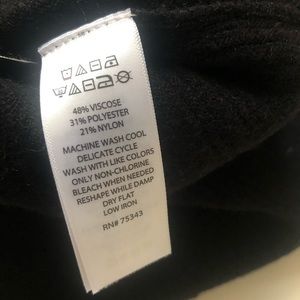 48% VISCOSE
31% POLYESTER
21% NYLON
MACHINE WASH COOL
DELICATE CYCLE
WASH WITH LIKE COLORS
ONLY NON-CHLORINE
BLEACH WHEN NEEDED
RESHAPE WHILE DAMP
DRY FLAT
LOW IRON
RN# 75343